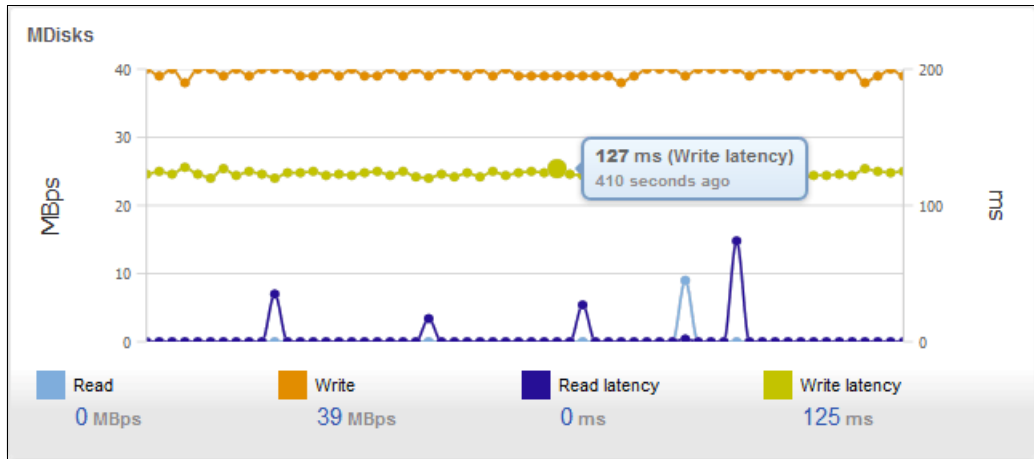 MDisks
40
30
20
10
0
MBps
200
100
0
ms
127 ms (Write latency)
410 seconds ago
Read
0 MBps
Write
39 MBps
Read latency
0 ms
Write latency
125 ms